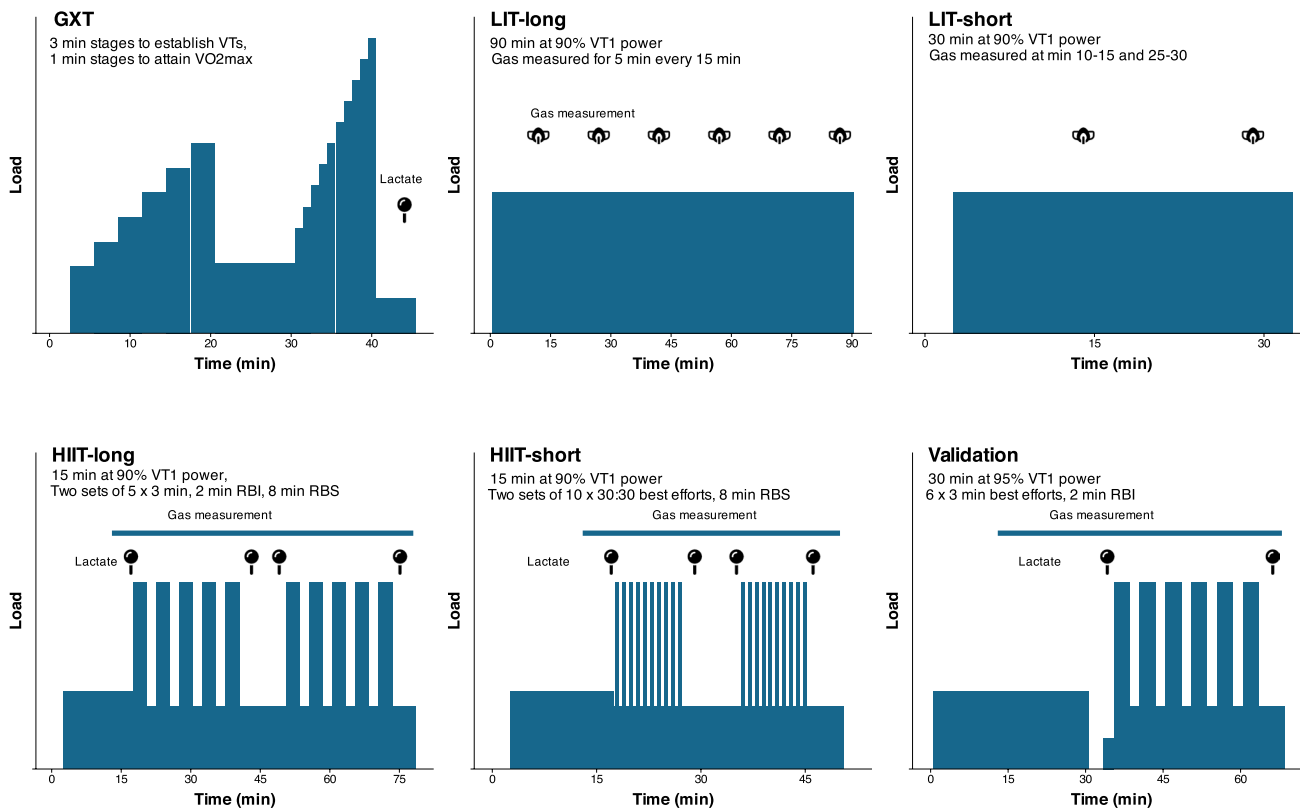 GXT
3 min stages to establish VTs,
1 min stages to attain VO2max
Lactate
Load
0 10 20 30 40
Time (min)
LIT-long
90 min at 90% VT1 power
Gas measured for 5 min every 15 min
Gas measurement
Load
0 15 30 45 60 75 90
Time (min)
LIT-short
30 min at 90% VT1 power
Gas measured at min 10-15 and 25-30
Load
0 15 30
Time (min)
HIIT-long
15 min at 90% VT1 power,
Two sets of 5 x 3 min, 2 min RBI, 8 min RBS
Gas measurement
Lactate
Load
0 15 30 45 60 75
Time (min)
HIIT-short
15 min at 90% VT1 power
Two sets of 10 x 30:30 best efforts, 8 min RBS
Gas measurement
Lactate
Load
0 15 30 45
Time (min)
Validation
30 min at 95% VT1 power
6 x 3 min best efforts, 2 min RBI
Gas measurement
Lactate
Load
0 15 30 45 60
Time (min)